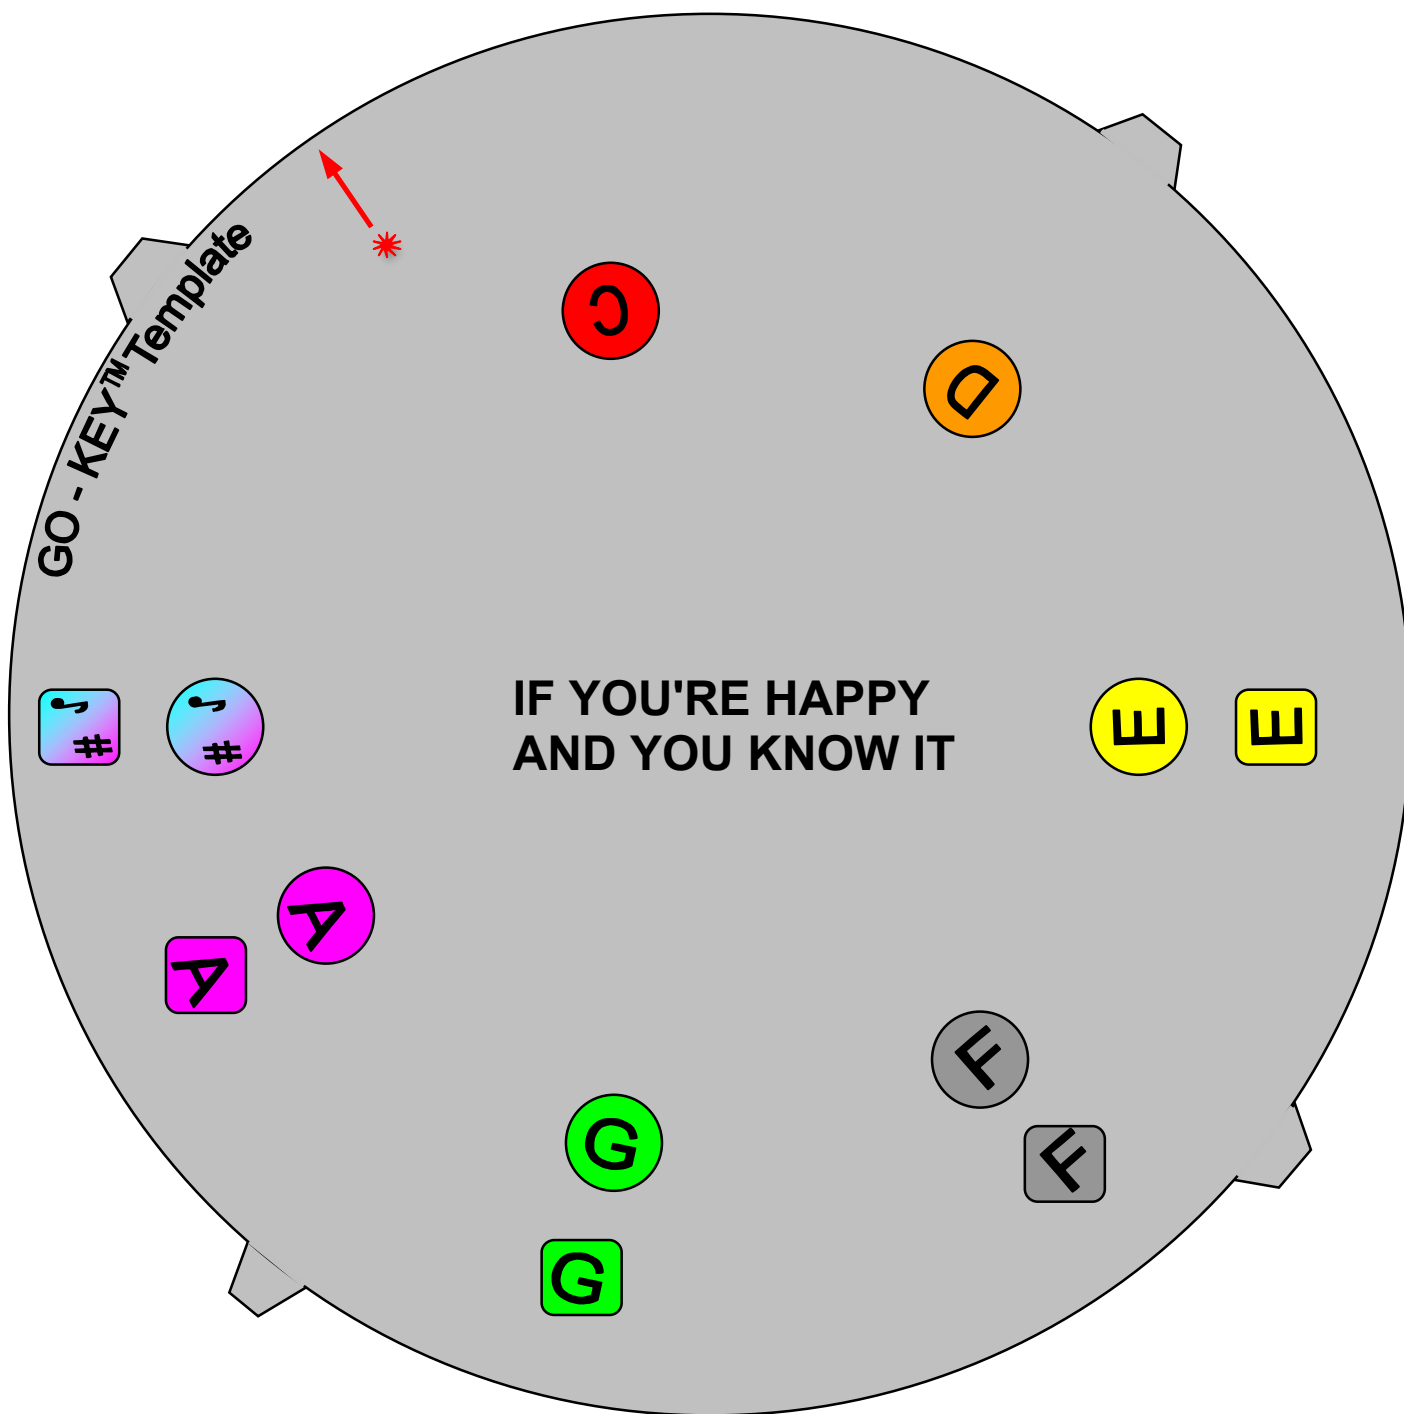 GO - KEY™ Template
C
D
IF YOU'RE HAPPY
AND YOU KNOW IT
E
E
♪ #
♪ #
A
A
F
F
G
G